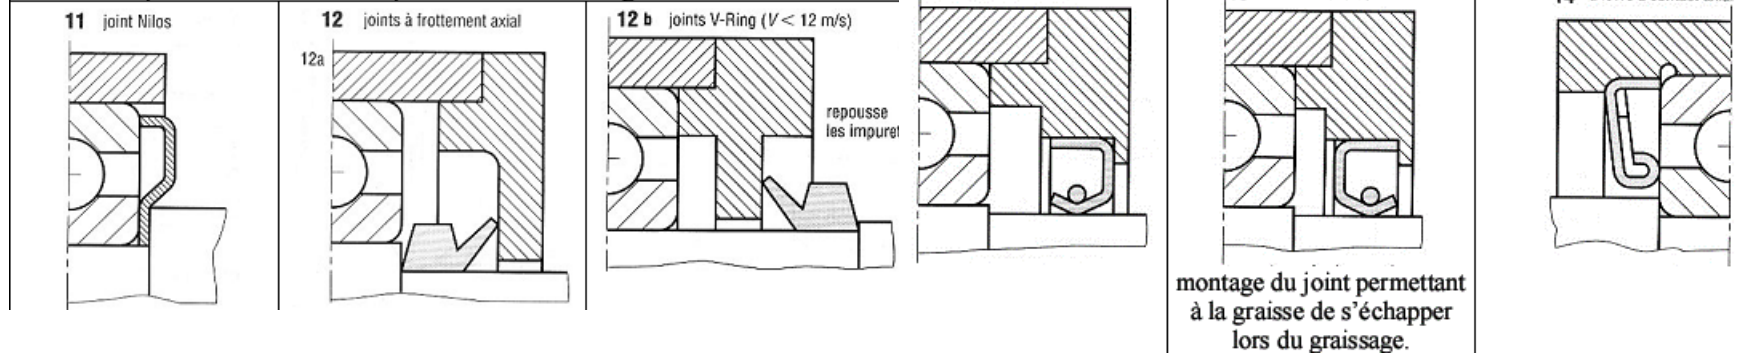 11 joint Nilos
12 joints à frottement axial
12a
12 b joints V-Ring (V < 12 m/s)
repousse
les
montage du joint permettant
à la graisse de s’échapper
lors du graissage.